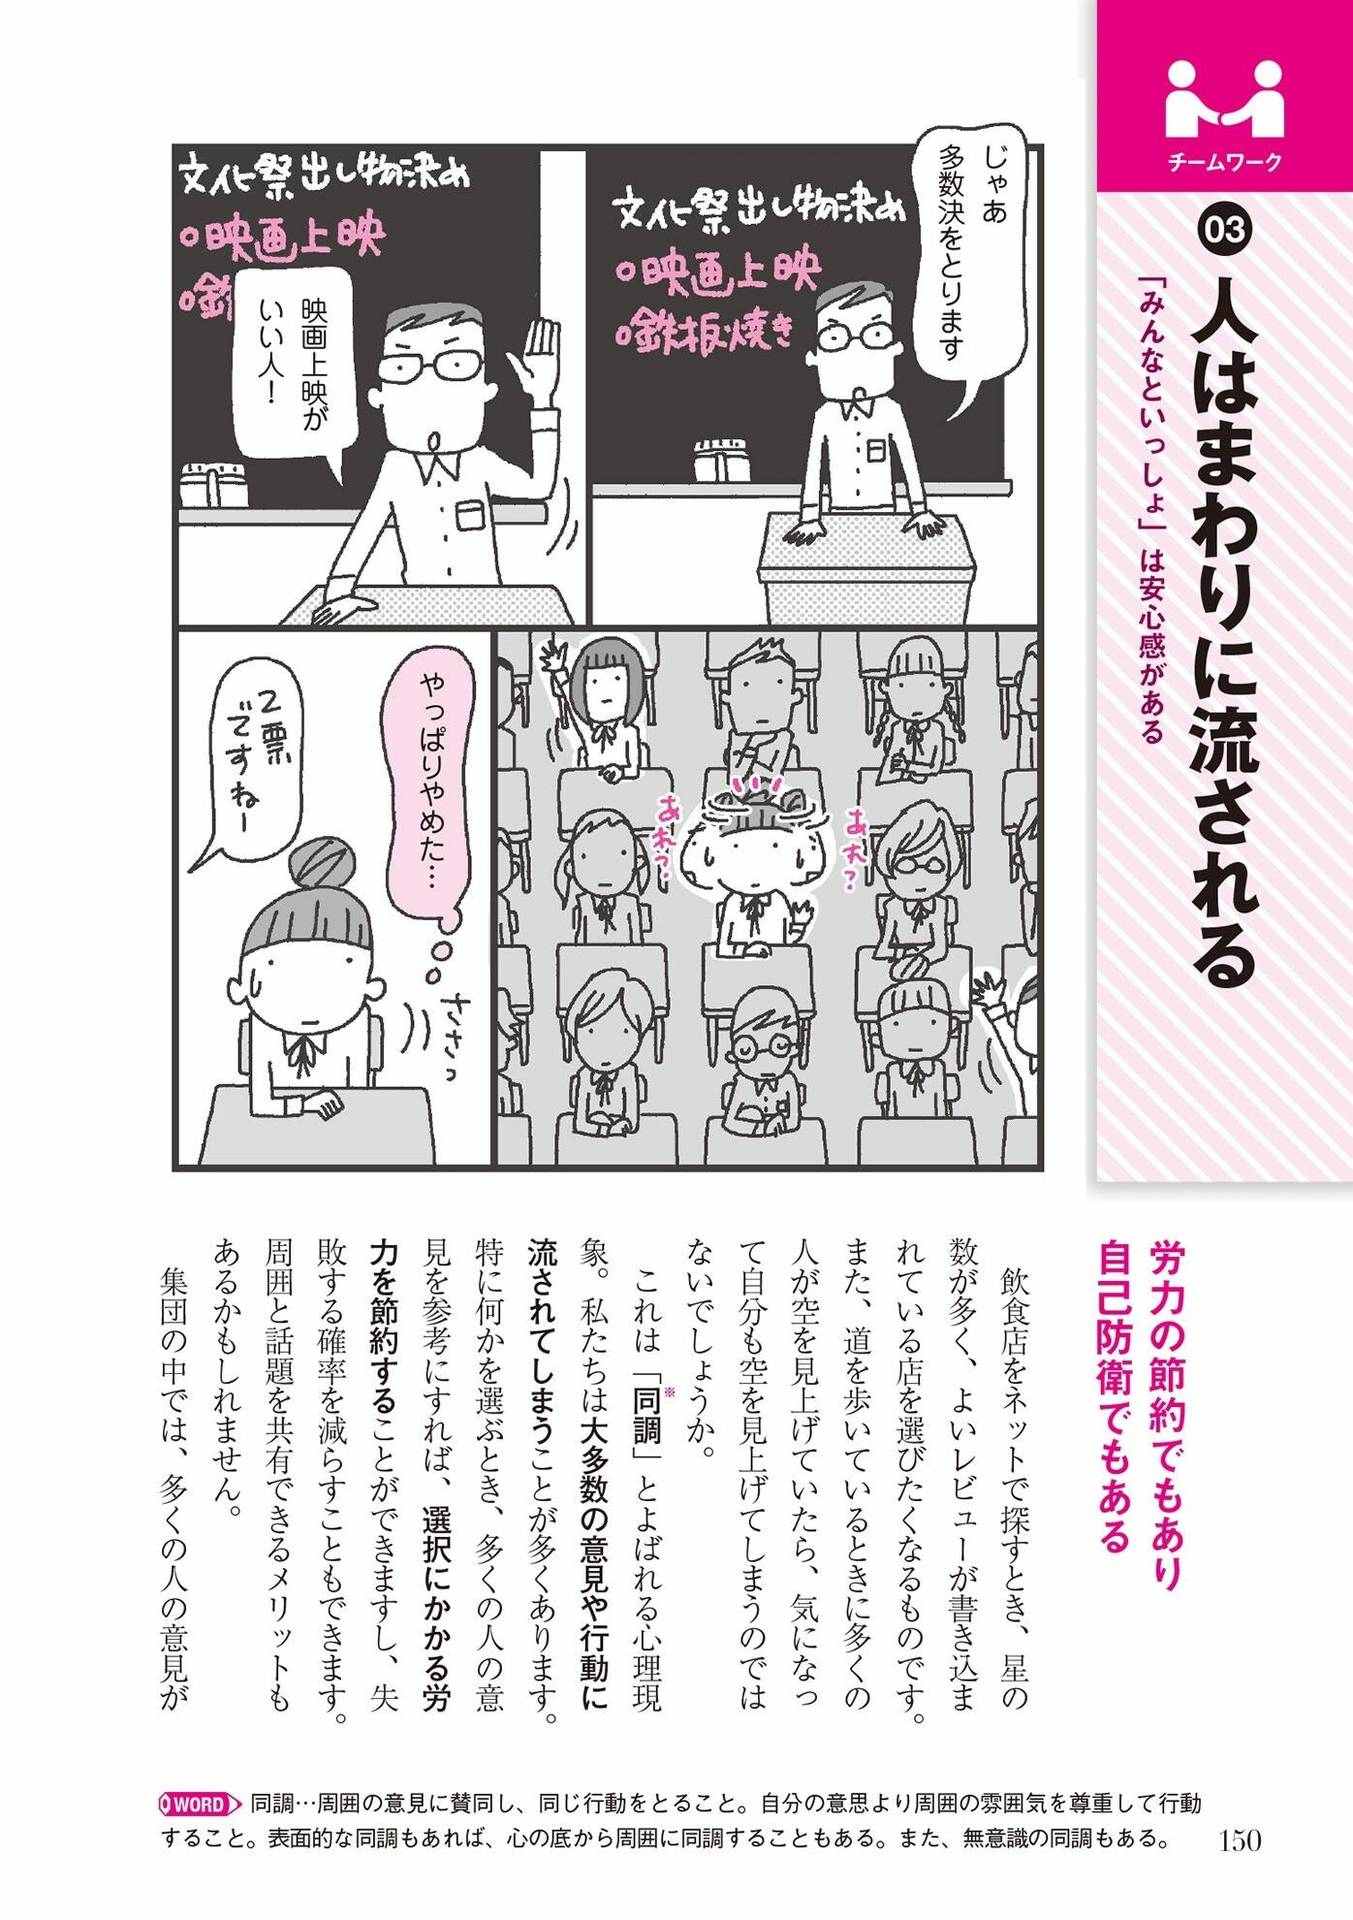 チームワーク
03
人はまわりに流される
「みんなといっしょ」は安心感がある
じゃあ
多数決をとります
文化祭出し物決め
○映画上映
○鉄板焼き
文化祭出し物決め
○映画上映
○鉄
映画上映が
いい人！
あれ？
あれ？
やっぱりやめた…
ささっ
2票
ですねー
労力の節約でもあり
自己防衛でもある
飲食店をネットで探すとき、星の
数が多く、よいレビューが書き込ま
れている店を選びたくなるものです。
また、道を歩いているときに多くの
人が空を見上げていたら、気になっ
て自分も空を見上げてしまうのでは
ないでしょうか。
これは「同調※」とよばれる心理現
象。私たちは大多数の意見や行動に
流されてしまうことが多くあります。
特に何かを選ぶとき、多くの人の意
見を参考にすれば、選択にかかる労
力を節約することができますし、失
敗する確率を減らすこともできます。
周囲と話題を共有できるメリットも
あるかもしれません。
集団の中では、多くの人の意見が
WORD 同調…周囲の意見に賛同し、同じ行動をとること。自分の意思より周囲の雰囲気を尊重して行動
すること。表面的な同調もあれば、心の底から周囲に同調することもある。また、無意識の同調もある。
150